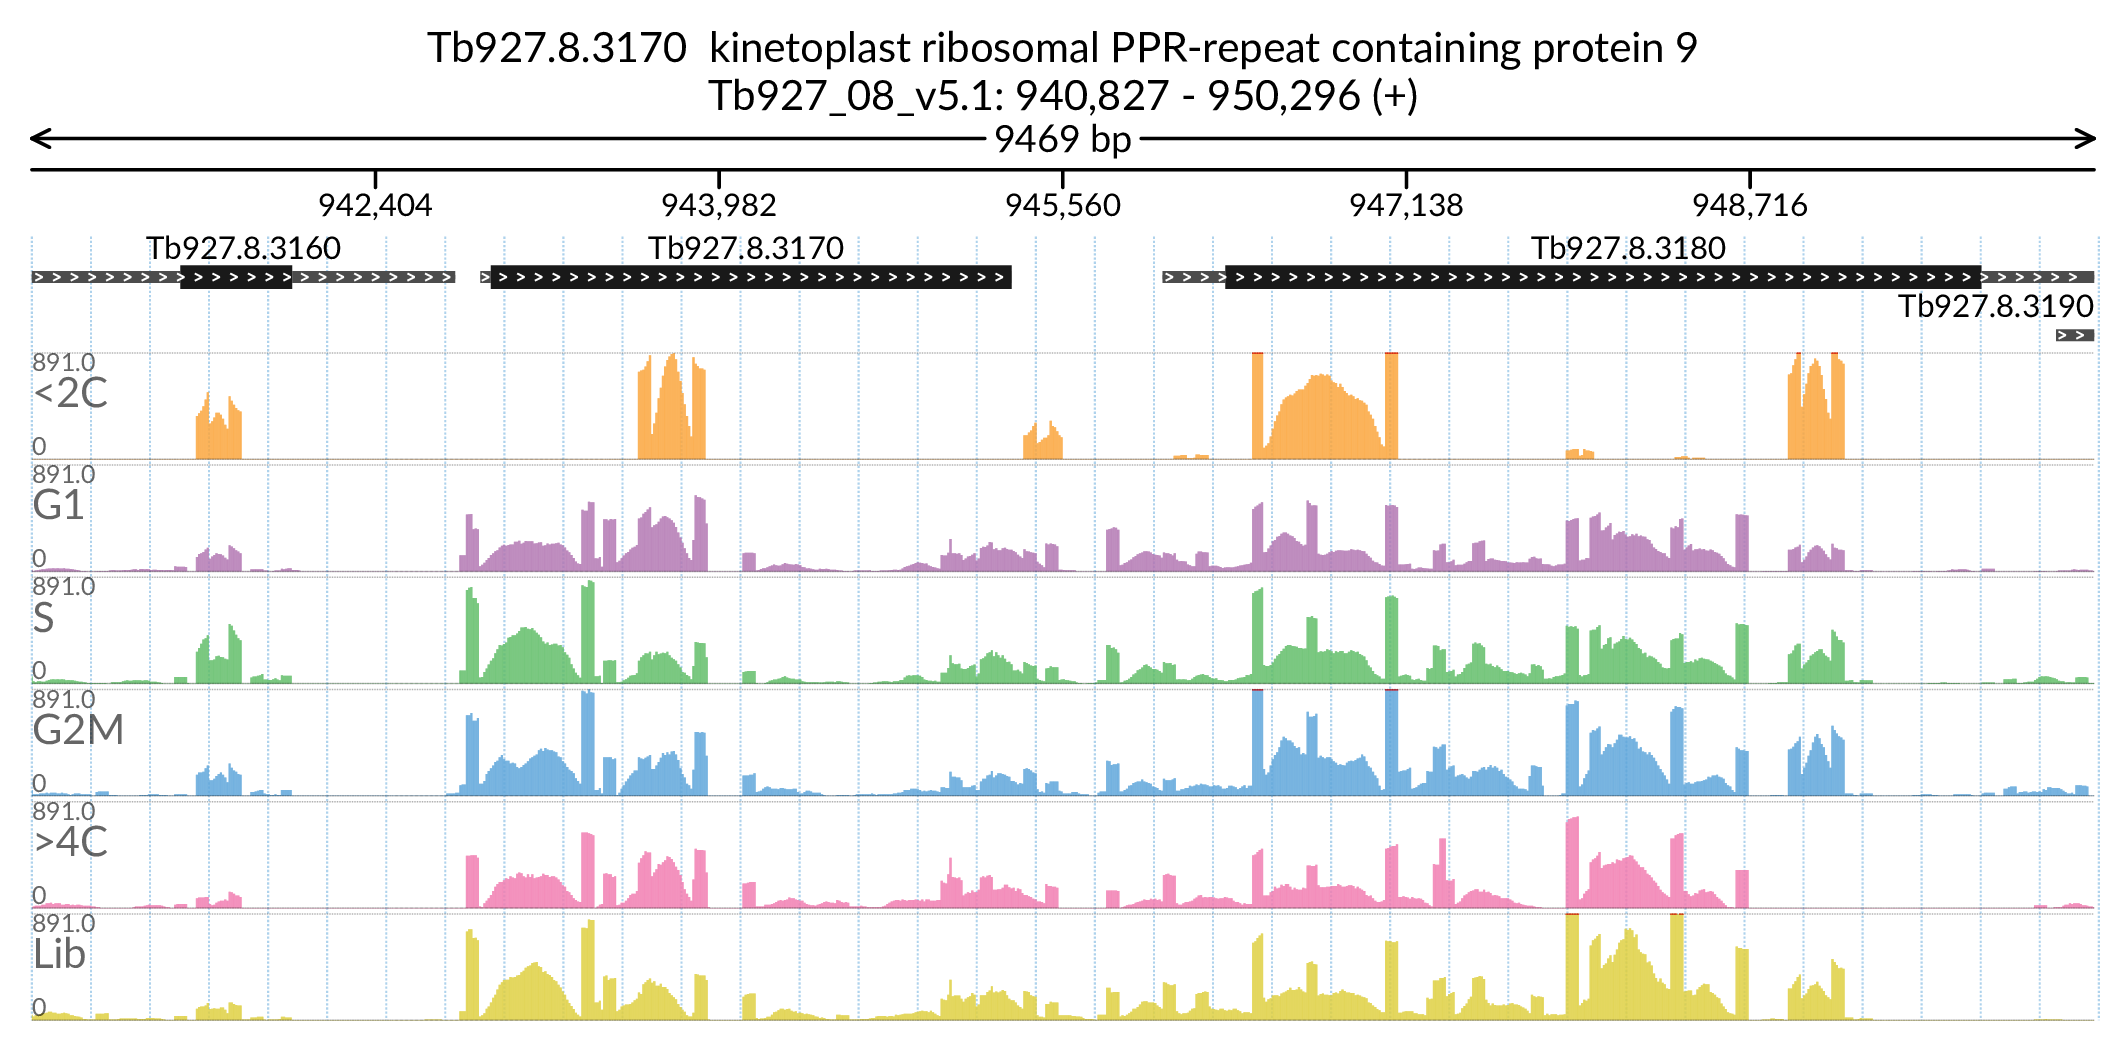 Tb927.8.3170  kinetoplast ribosomal PPR-repeat containing protein 9
Tb927_08_v5.1: 940,827 - 950,296 (+)
9469 bp
942,404 943,982 945,560 947,138 948,716
Tb927.8.3160 Tb927.8.3170 Tb927.8.3180
Tb927.8.3190
891.0
<2C
0
891.0
G1
0
891.0
S
0
891.0
G2M
0
891.0
>4C
0
891.0
Lib
0